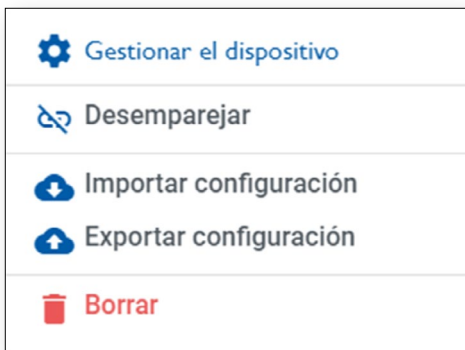 Gestionar el dispositivo
Desemparejar
Importar configuración
Exportar configuración
Borrar